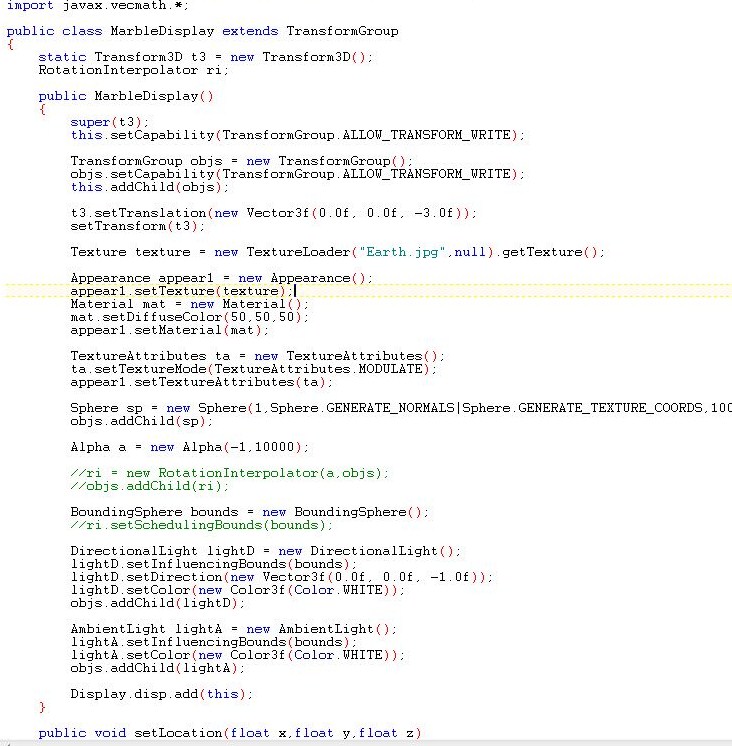 import javax.vecmath.*;
public class MarbleDisplay extends TransformGroup
{
static Transform3D t3 = new Transform3D();
RotationInterpolator ri;
public MarbleDisplay()
{
super(t3);
this.setCapability(TransformGroup.ALLOW_TRANSFORM_WRITE);
TransformGroup objs = new TransformGroup();
objs.setCapability(TransformGroup.ALLOW_TRANSFORM_WRITE);
this.addChild(objs);
t3.setTranslation(new Vector3f(0.0f, 0.0f, -3.0f));
setTransform(t3);
Texture texture = new TextureLoader("Earth.jpg",null).getTexture();
Appearance appear1 = new Appearance();
appear1.setTexture(texture);
Material mat = new Material();
mat.setDiffuseColor(50,50,50);
appear1.setMaterial(mat);
TextureAttributes ta = new TextureAttributes();
ta.setTextureMode(TextureAttributes.MODULATE);
appear1.setTextureAttributes(ta);
Sphere sp = new Sphere(1,Sphere.GENERATE_NORMALS|Sphere.GENERATE_TEXTURE_COORDS,100
objs.addChild(sp);
Alpha a = new Alpha(-1,10000);
//ri = new RotationInterpolator(a,objs);
//objs.addChild(ri);
BoundingSphere bounds = new BoundingSphere();
//ri.setSchedulingBounds(bounds);
DirectionalLight lightD = new DirectionalLight();
lightD.setInfluencingBounds(bounds);
lightD.setDirection(new Vector3f(0.0f, 0.0f, -1.0f));
lightD.setColor(new Color3f(Color.WHITE));
objs.addChild(lightD);
AmbientLight lightA = new AmbientLight();
lightA.setInfluencingBounds(bounds);
lightA.setColor(new Color3f(Color.WHITE));
objs.addChild(lightA);
Display.disp.add(this);
}
public void setLocation(float x,float y,float z)